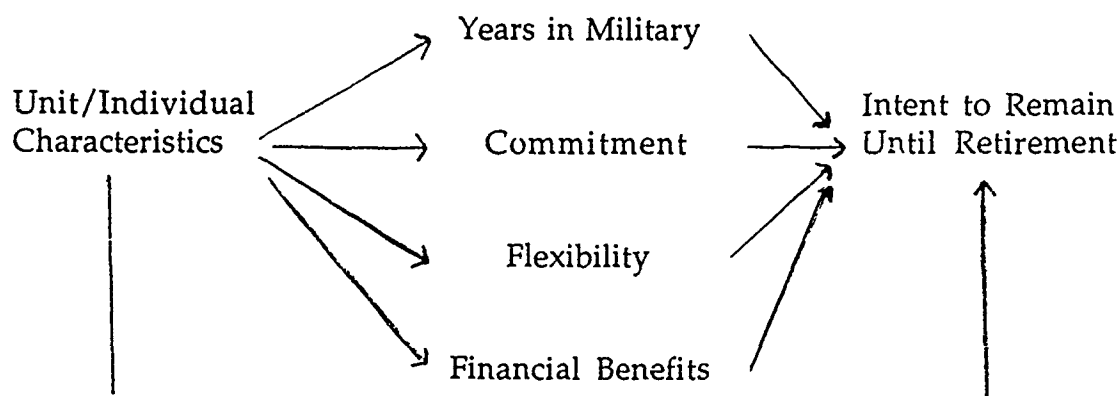 Years in Military
Unit/Individual
Characteristics
Intent to Remain
Until Retirement
Commitment
Flexibility
Financial Benefits